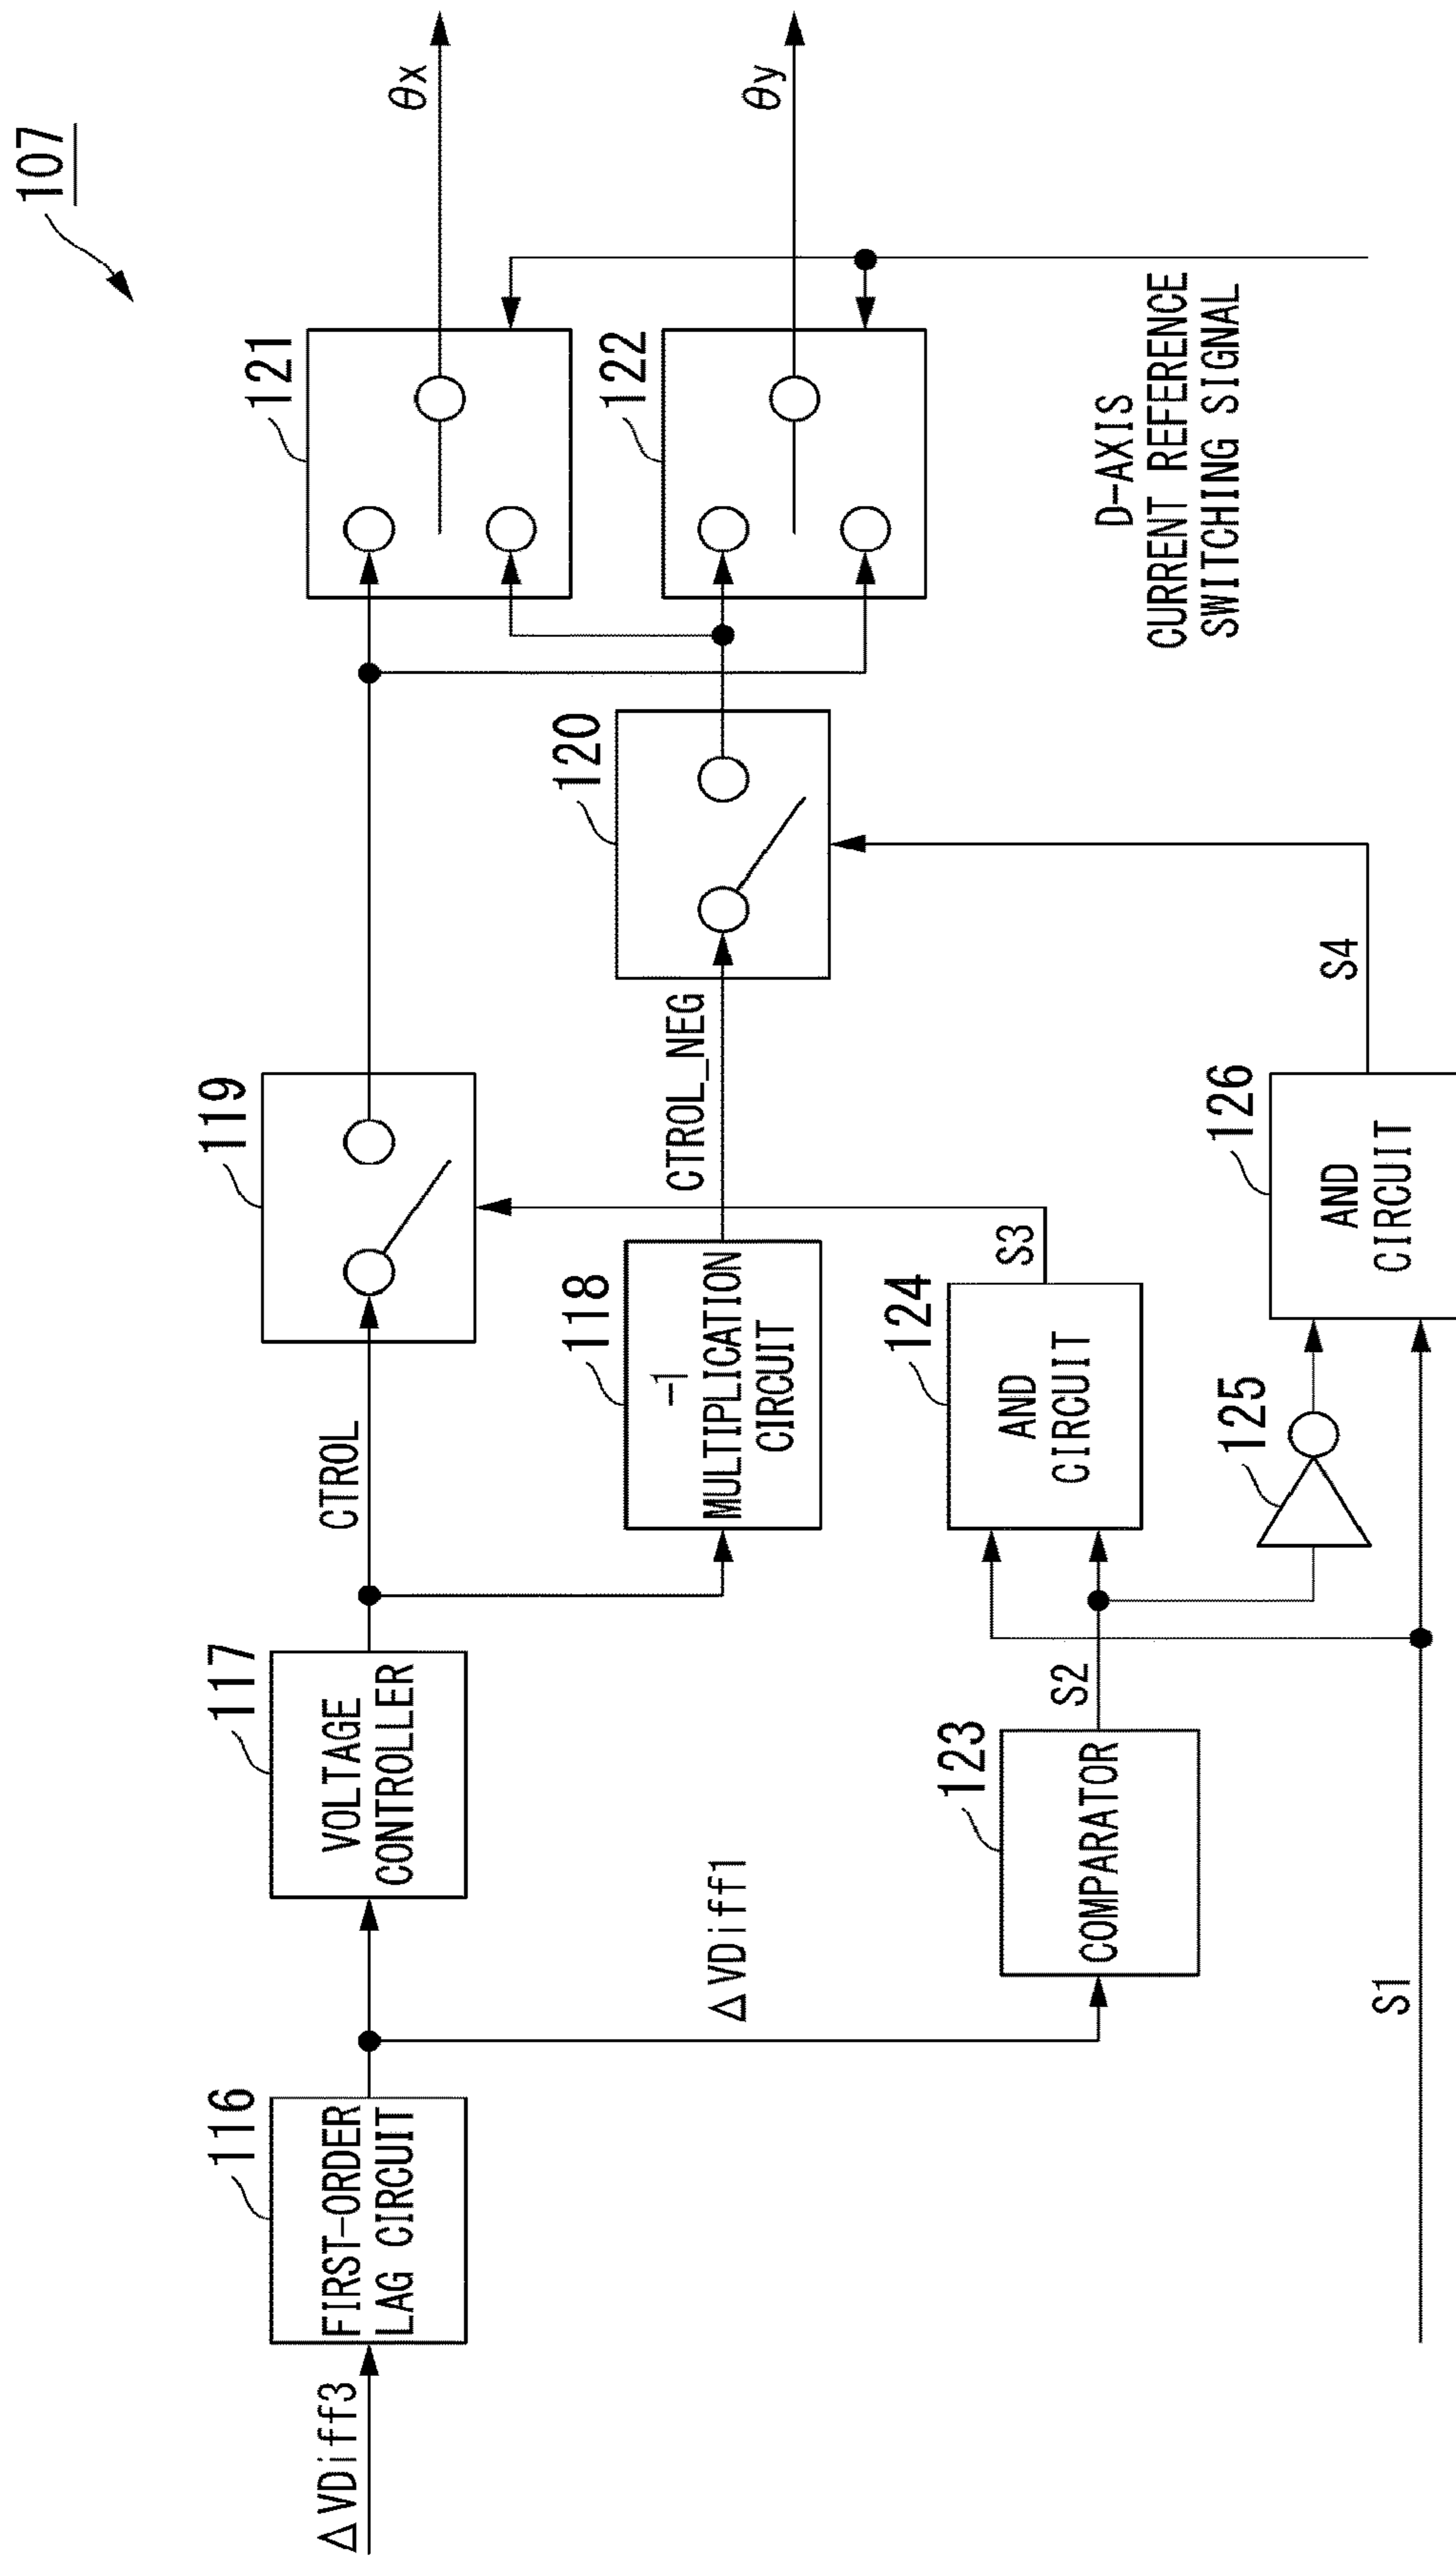 107
ΔVDiff3
116
FIRST-ORDER
LAG CIRCUIT
117
VOLTAGE
CONTROLLER
CTROL
119
121
θx
ΔVDiff1
118
-1
MULTIPLICATION
CIRCUIT
CTROL_NEG
120
122
θy
123
COMPARATOR
S2
124
AND
CIRCUIT
S3
D-AXIS
CURRENT REFERENCE
SWITCHING SIGNAL
125
S1
126
AND
CIRCUIT
S4